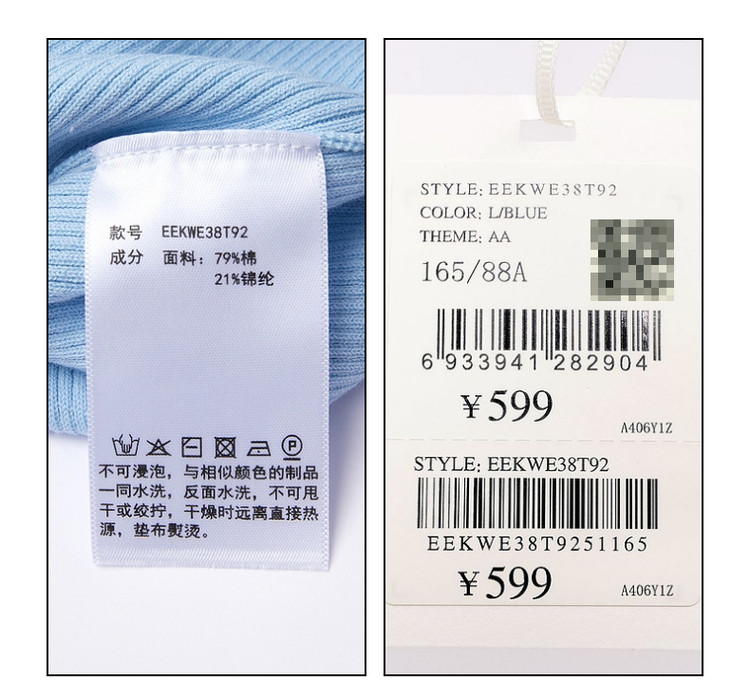 款号 EEKWE38T92
成分 面料: 79%棉
21%锦纶
P
不可浸泡, 与相似颜色的制品
一同水洗, 反面水洗, 不可甩
干或绞拧, 干燥时远离直接热
源, 垫布熨烫。
STYLE: EEKWE38T92
COLOR: L/BLUE
THEME: AA
165/88A
6 933941 282904
¥599
A406Y1Z
STYLE: EEKWE38T92
EEKWE38T9251165
¥599
A406Y1Z